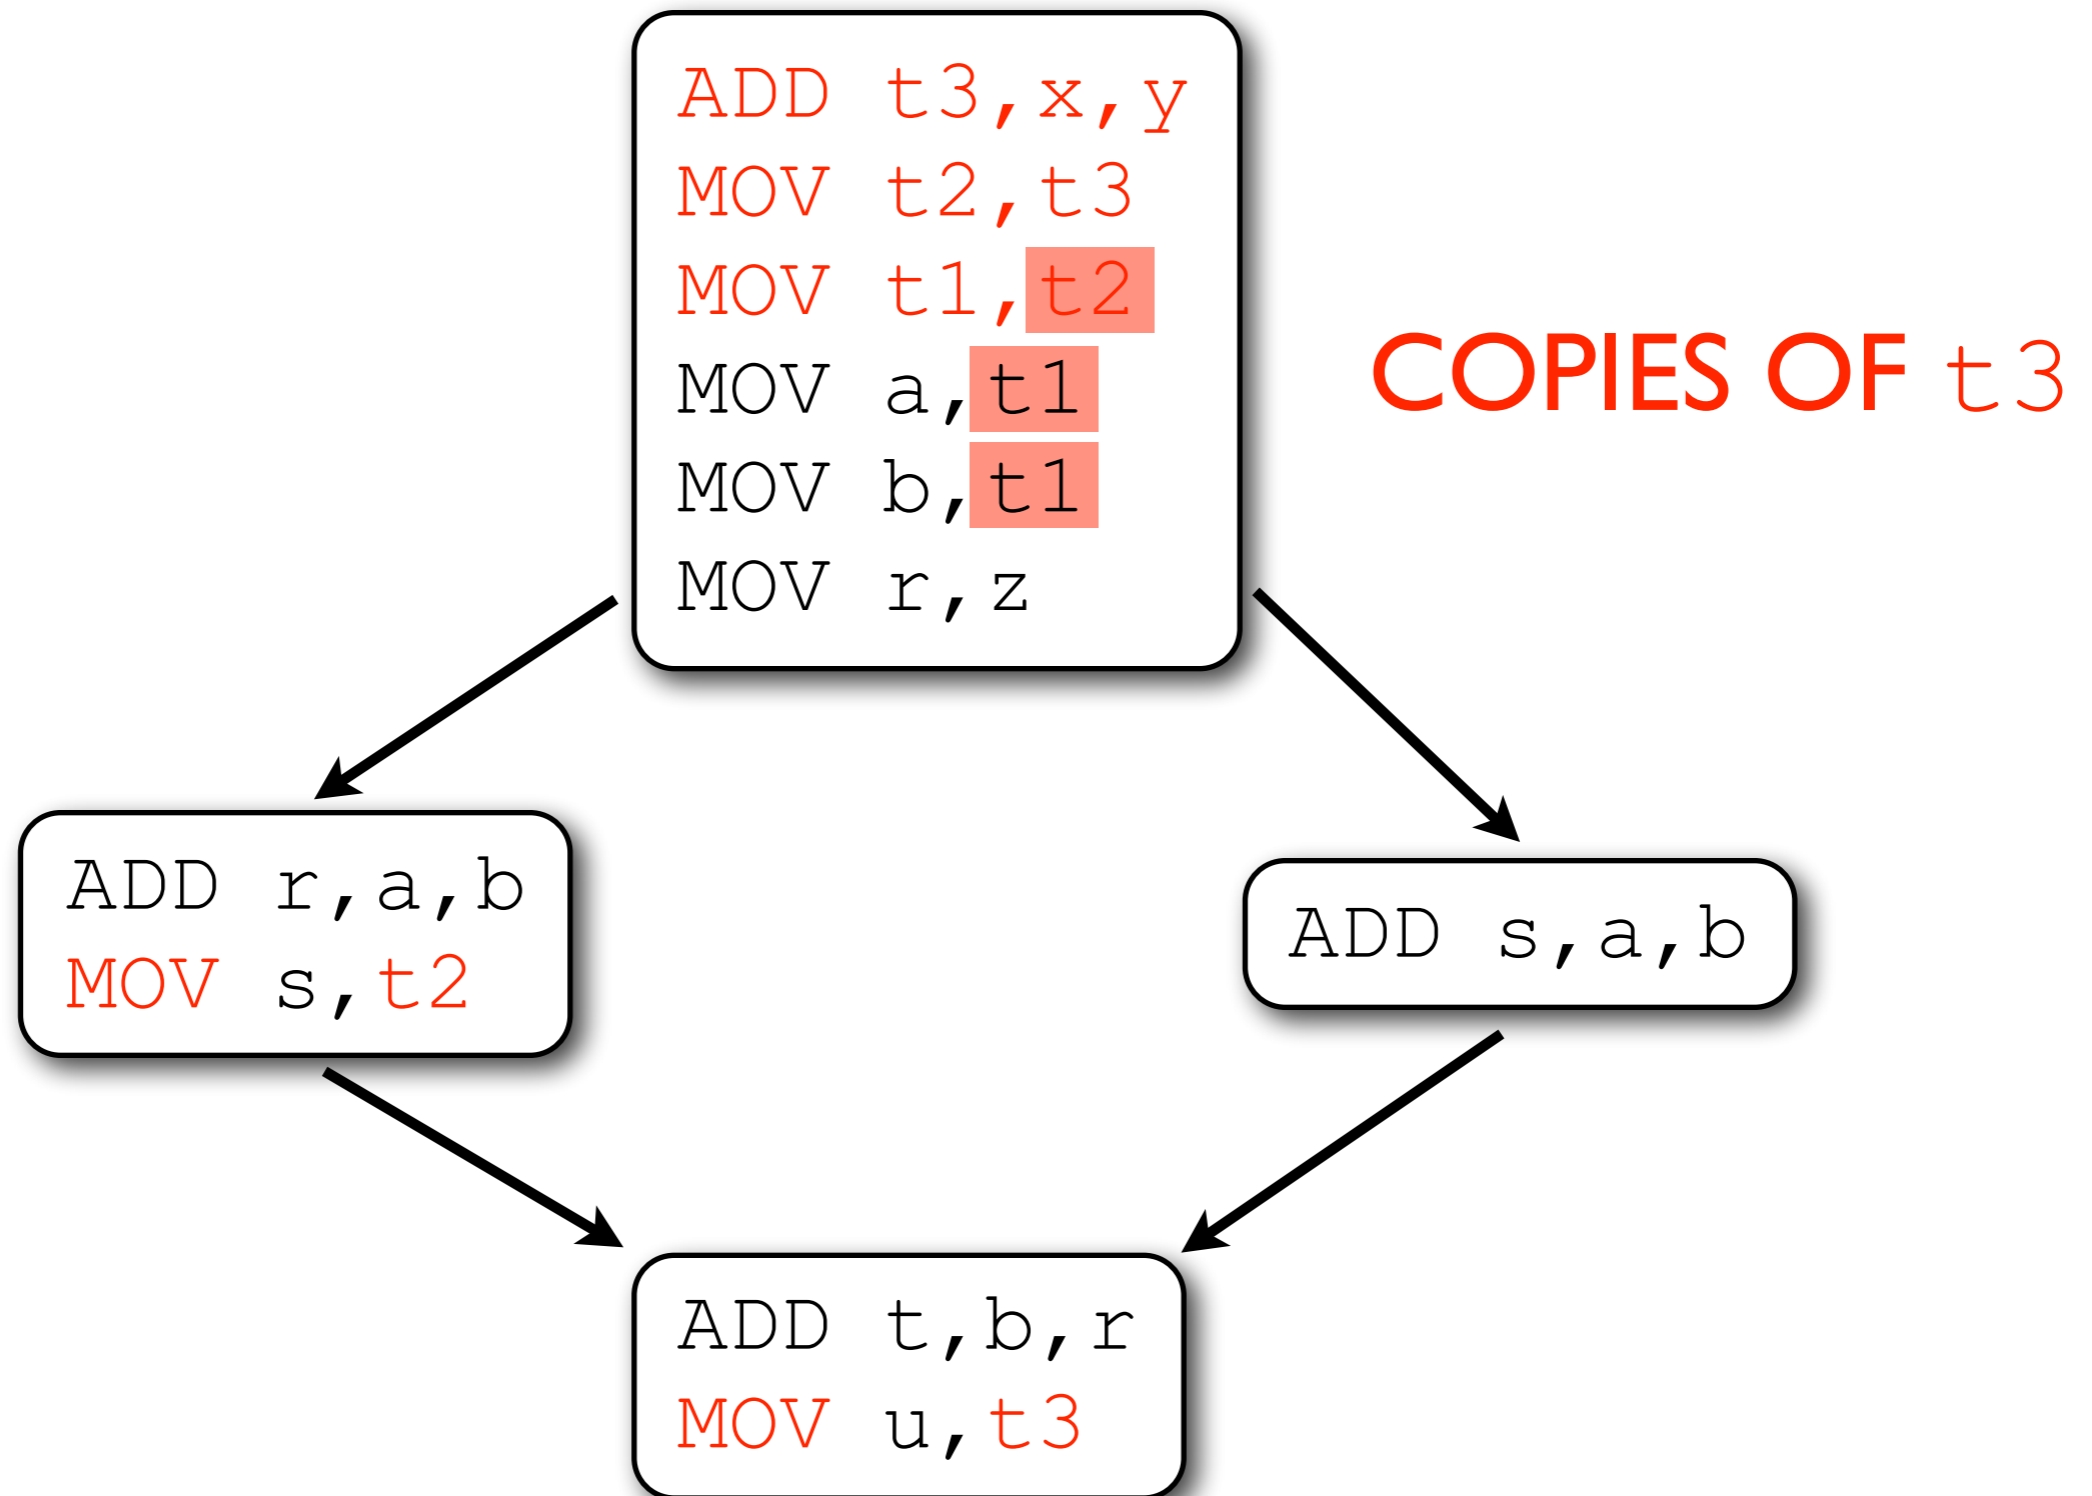 ADD t3,x,y
MOV t2,t3
MOV t1,t2
MOV a,t1
MOV b,t1
MOV r,z
COPIES OF t3
ADD r,a,b
MOV s,t2
ADD s,a,b
ADD t,b,r
MOV u,t3